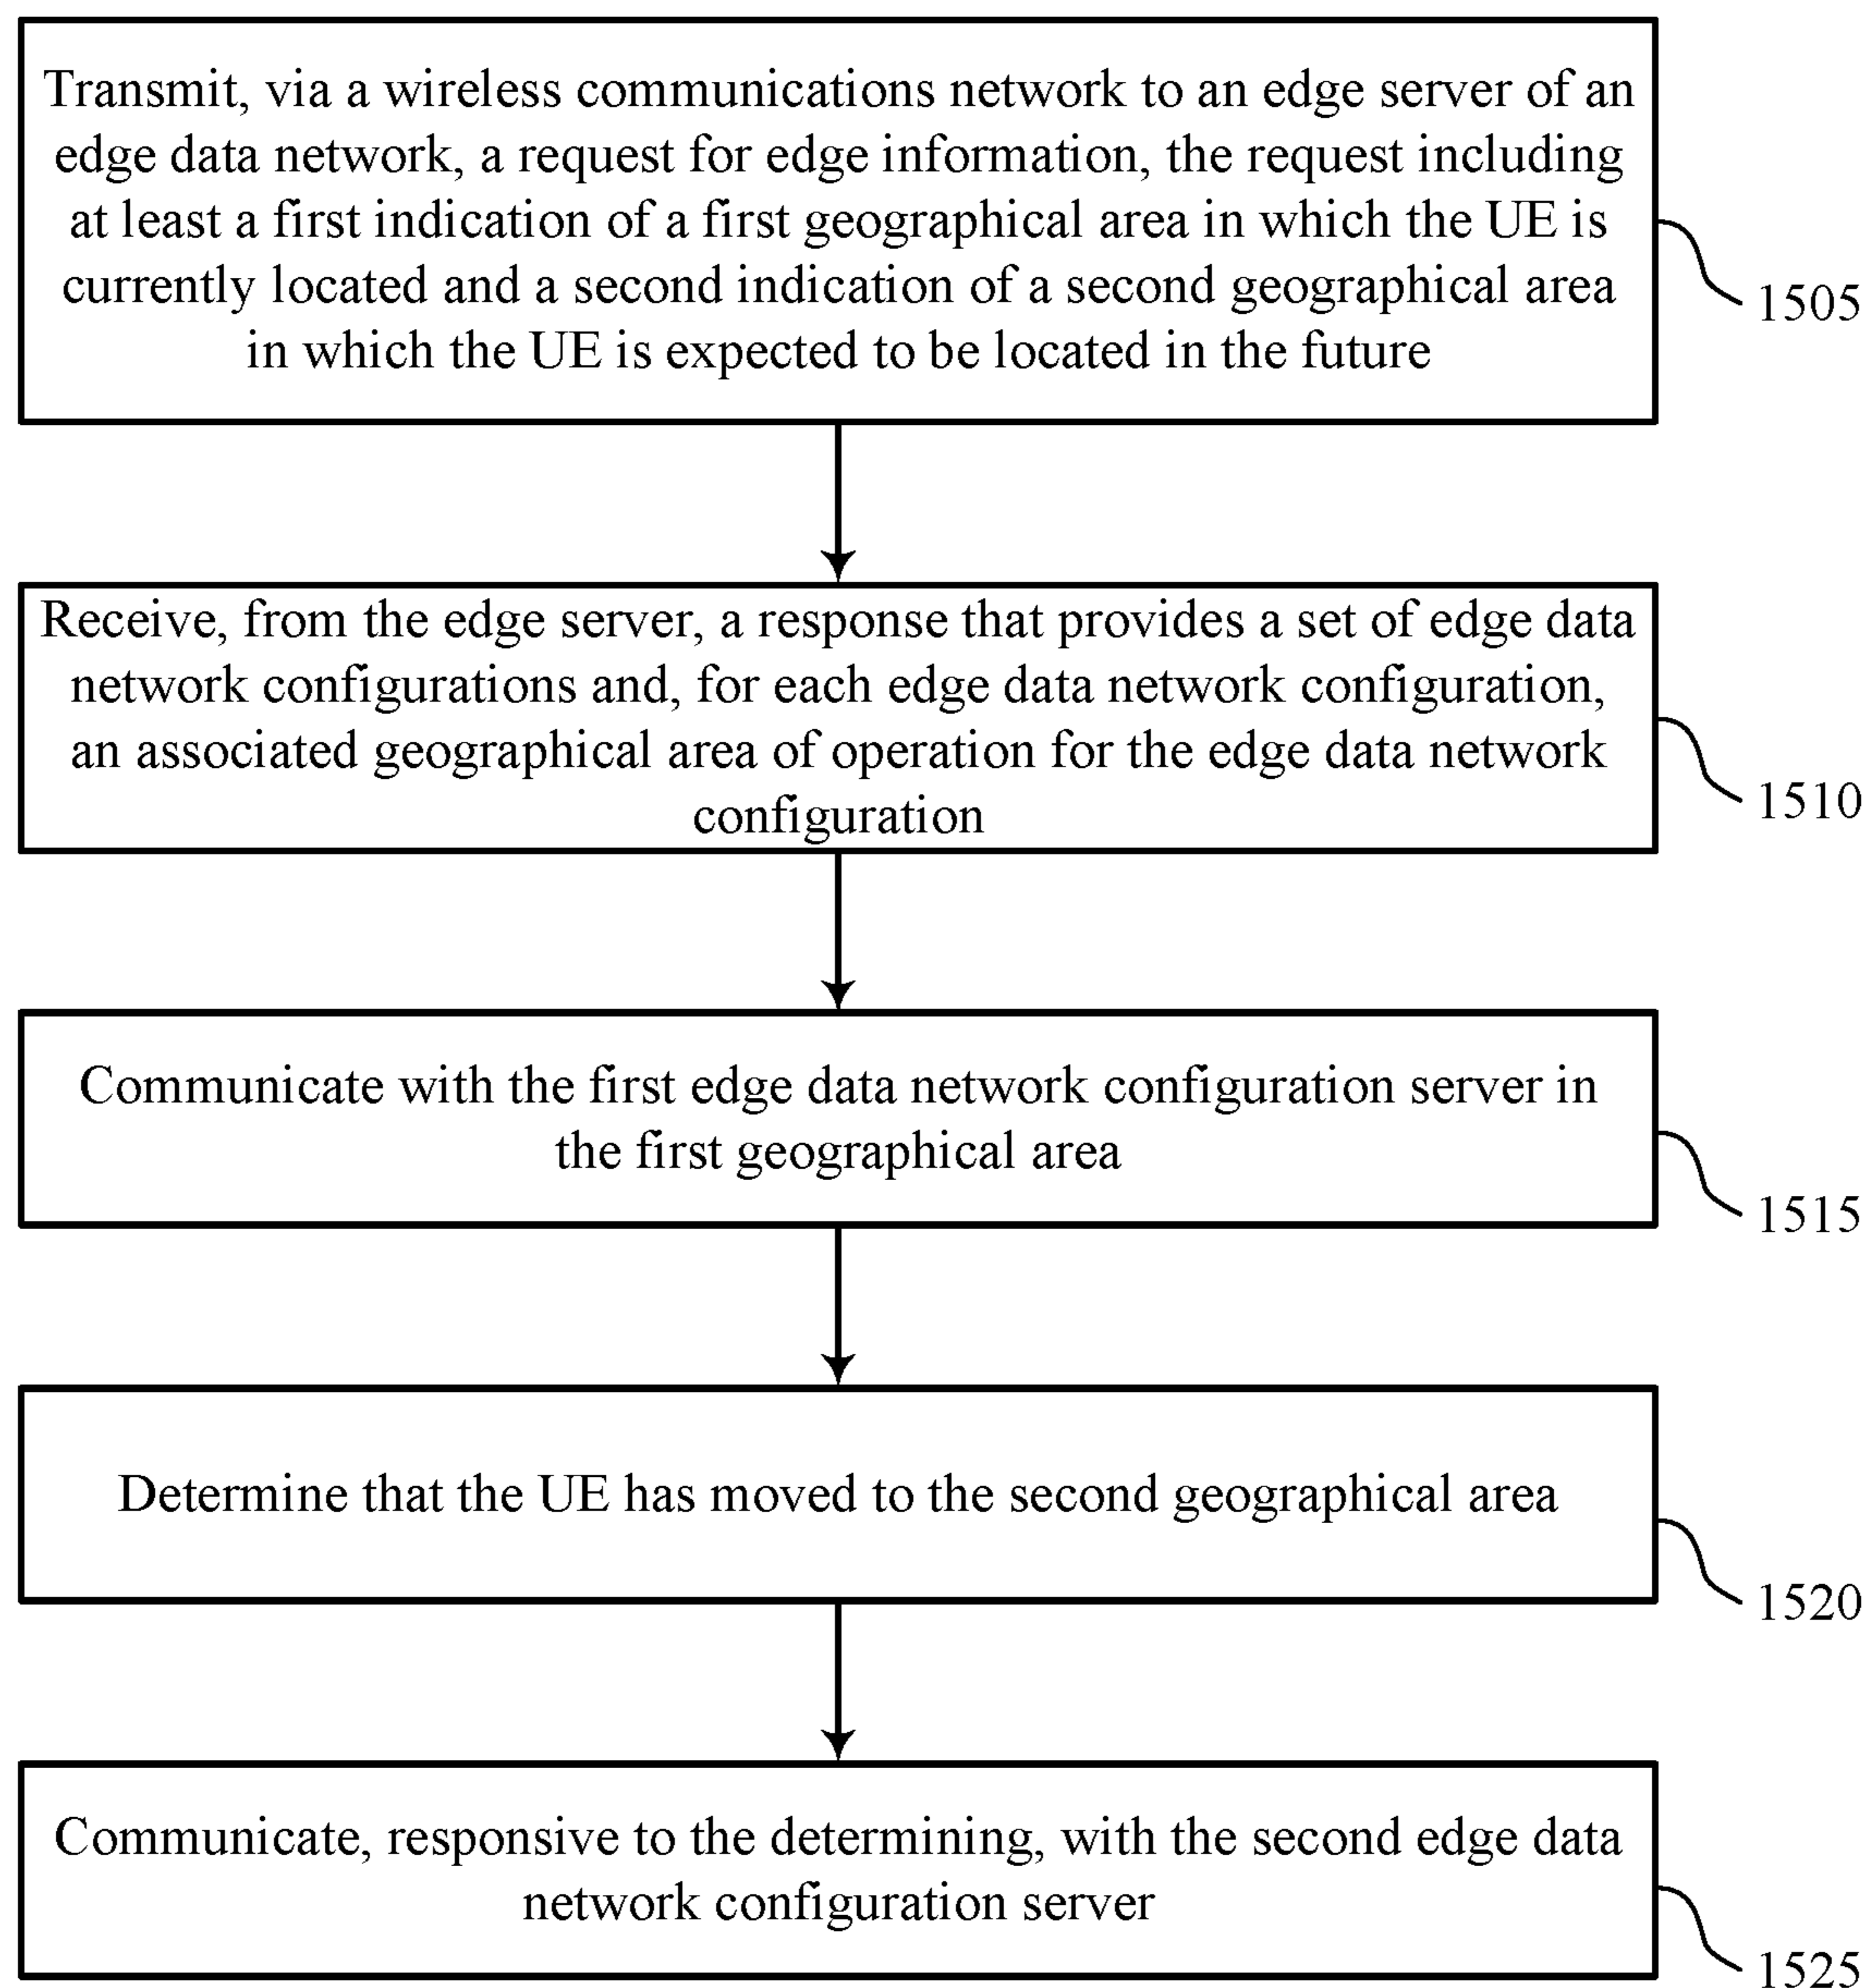 Transmit, via a wireless communications network to an edge server of an
edge data network, a request for edge information, the request including
at least a first indication of a first geographical area in which the UE is
currently located and a second indication of a second geographical area
in which the UE is expected to be located in the future
1505
Receive, from the edge server, a response that provides a set of edge data
network configurations and, for each edge data network configuration,
an associated geographical area of operation for the edge data network
configuration
1510
Communicate with the first edge data network configuration server in
the first geographical area
1515
Determine that the UE has moved to the second geographical area
1520
Communicate, responsive to the determining, with the second edge data
network configuration server
1525